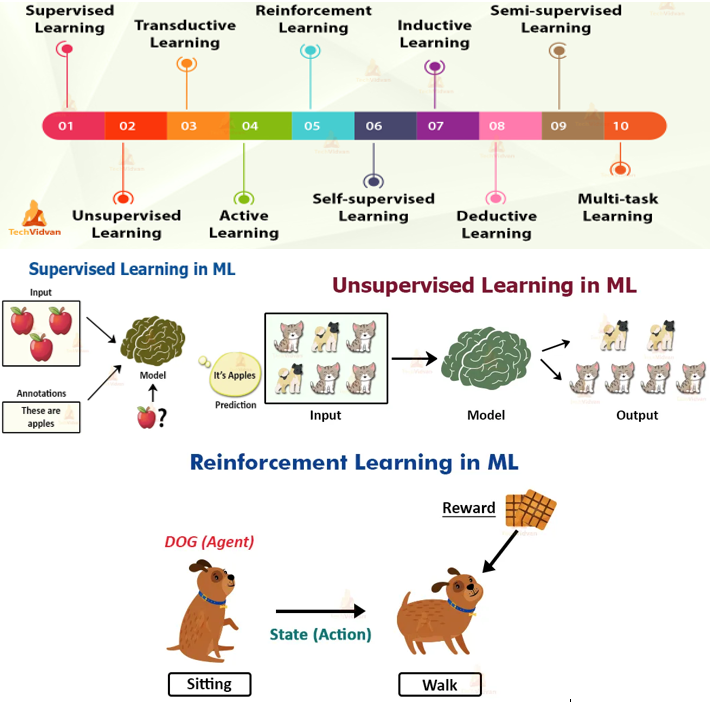 Supervised
Learning
Transductive
Learning
Reinforcement
Learning
Inductive
Learning
Semi-supervised
Learning
01
02
03
04
05
06
07
08
09
10
TechVidvan
Unsupervised
Learning
Active
Learning
Self-supervised
Learning
Deductive
Learning
Multi-task
Learning
Supervised Learning in ML
Input
Annotations
These are
apples
Model
?
It's Apples
Prediction
Unsupervised Learning in ML
Input
Model
Output
Reinforcement Learning in ML
Reward
DOG (Agent)
State (Action)
Sitting
Walk